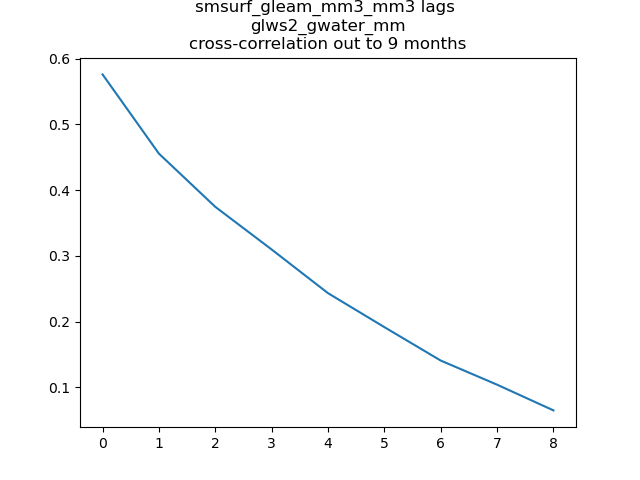 smsurf_gleam_mm3_mm3 lags
glws2_gwater_mm
cross-correlation out to 9 months
0.6
0.5
0.4
0.3
0.2
0.1
0 1 2 3 4 5 6 7 8